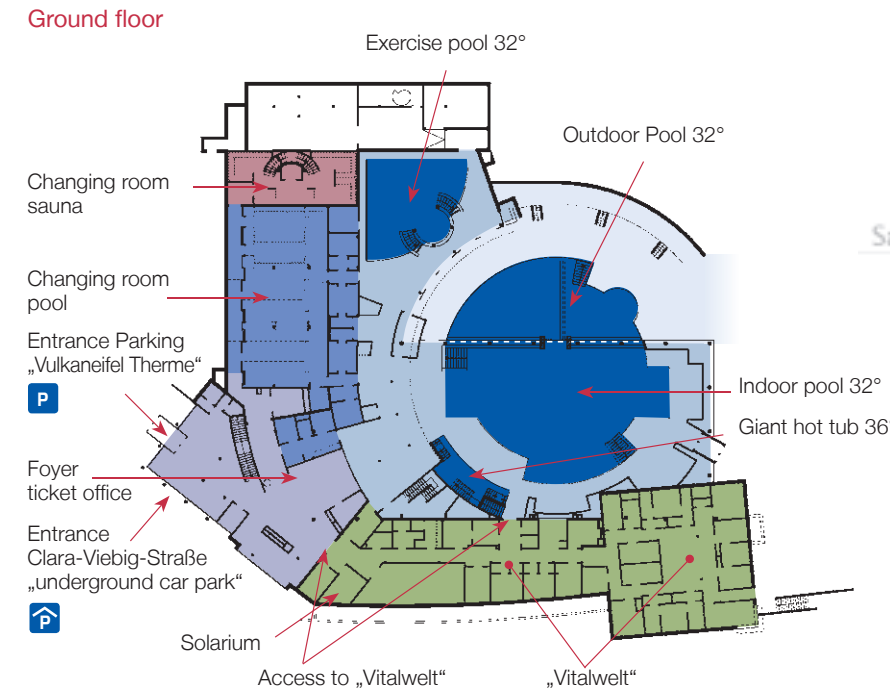 Ground floor
Exercise pool 32°
Outdoor Pool 32°
Changing room
sauna
Changing room
pool
Entrance Parking
„Vulkaneifel Therme“
P
Indoor pool 32°
Giant hot tub 36°
Foyer
ticket office
Entrance
Clara-Viebig-Straße
„underground car park“
P
Solarium
Access to „Vitalwelt“
„Vitalwelt“